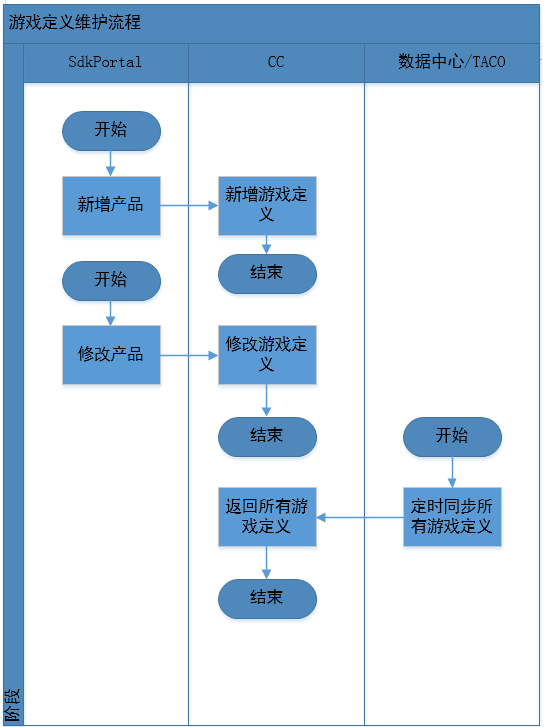 游戏定义维护流程
SdkPortal
CC
数据中心/TACO
开始
新增产品
新增游戏定
义
结束
开始
修改产品
修改游戏定
义
结束
开始
返回所有游
戏定义
定时同步所
有游戏定义
结束
阶段